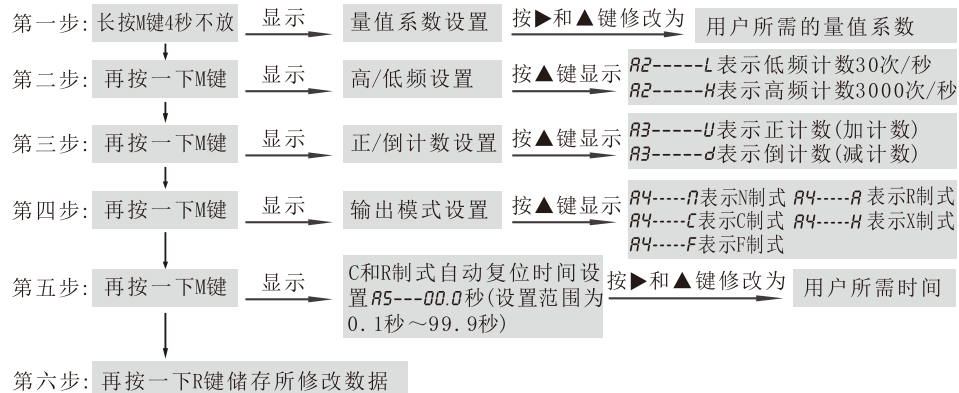 第一步: 长按M键4秒不放 显示 量值系数设置 按▶和▲键修改为 用户所需的量值系数
第二步: 再按一下M键 显示 高/低频设置 按▲键显示 A2------L表示低频计数30次/秒
A2------H表示高频计数3000次/秒
第三步: 再按一下M键 显示 正/倒计数设置 按▲键显示 A3-----U表示正计数(加计数)
A3-----d表示倒计数(减计数)
第四步: 再按一下M键 显示 输出模式设置 按▲键显示 A4----n表示N制式 A4----A 表示R制式
A4----C表示C制式 A4----H 表示X制式
A4----F表示F制式
第五步: 再按一下M键 显示 C和R制式自动复位时间设
置A5---00.0秒(设置范围为
0.1秒～99.9秒) 按▶和▲键修改为 用户所需时间
第六步: 再按一下R键储存所修改数据